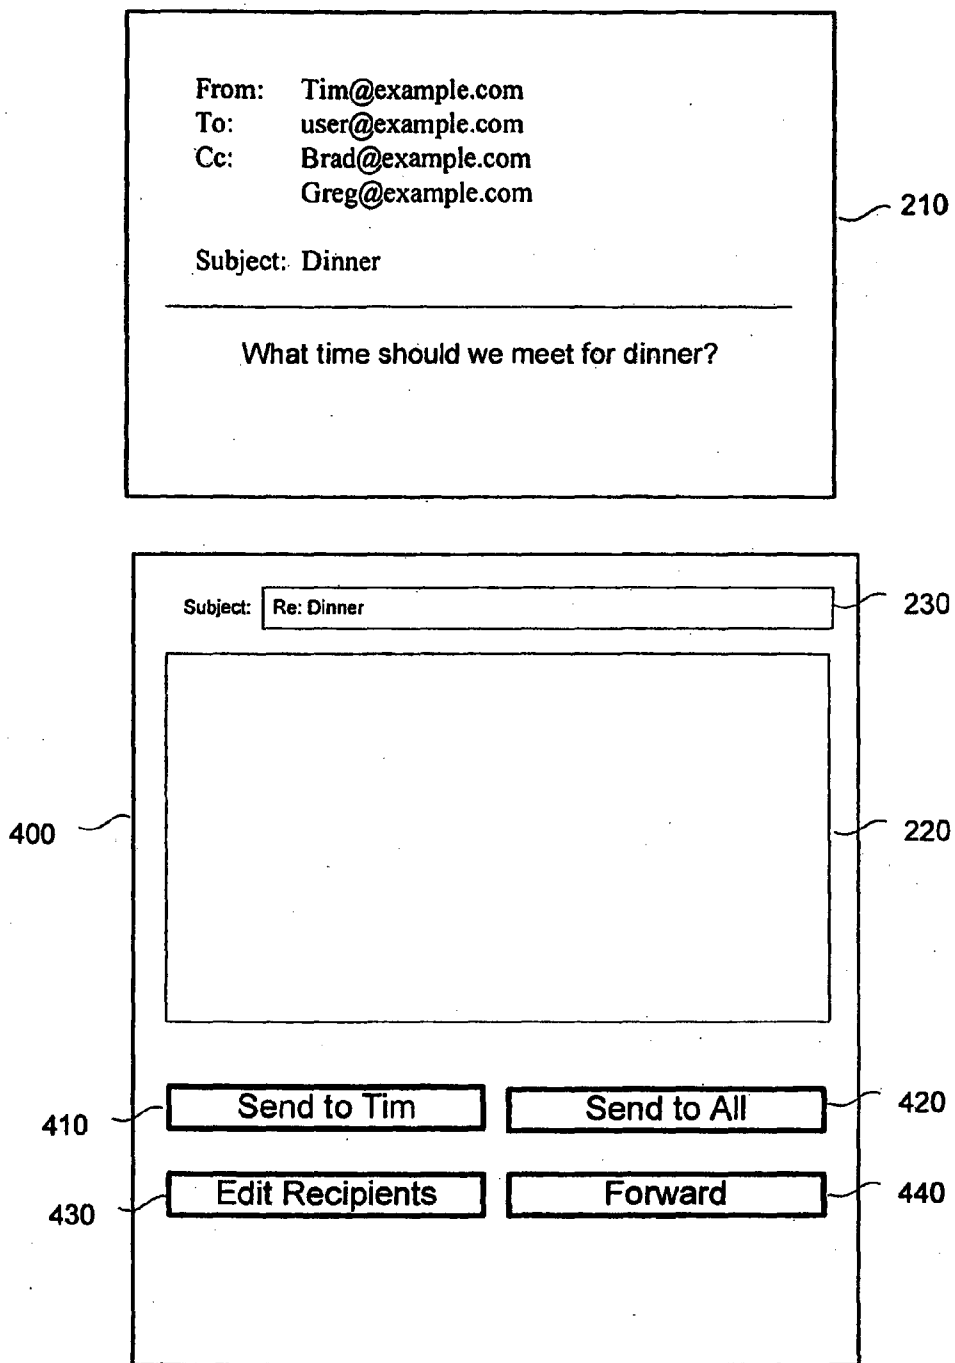 From: Tim@example.com
To: user@example.com
Cc: Brad@example.com
Greg@example.com
210
Subject: Dinner
What time should we meet for dinner?
Subject: Re: Dinner
230
400
220
410
Send to Tim
Send to All
420
430
Edit Recipients
Forward
440